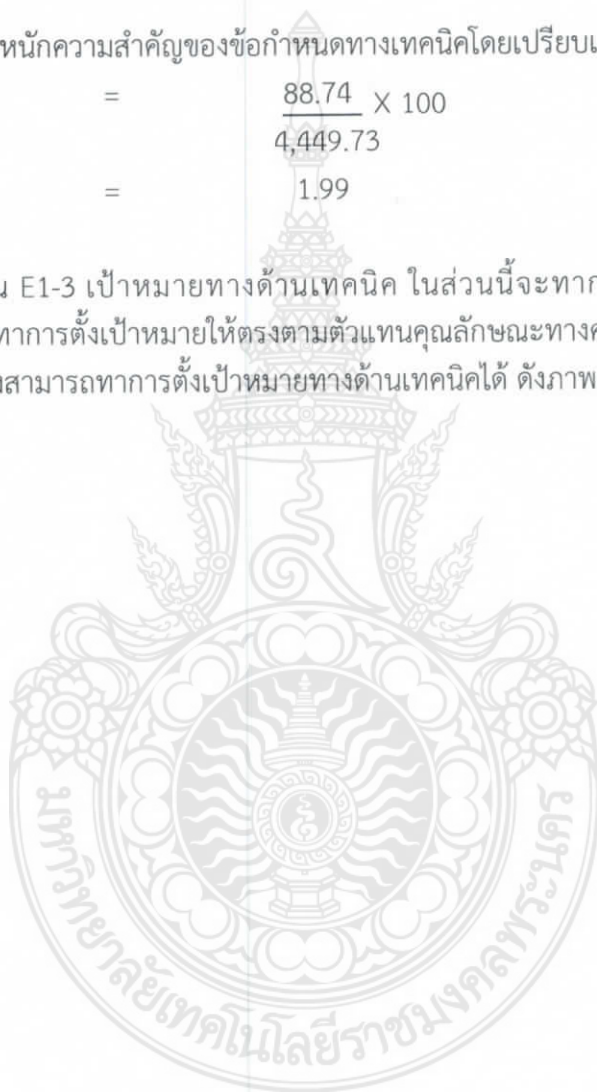 หนักความสำคัญของข้อกำหนดทางเทคนิคโดยเปรียบเ
= 88.74 X 100
4,449.73
= 1.99
น E1-3 เป้าหมายทางด้านเทคนิค ในส่วนนี้จะทาก
ทาการตั้งเป้าหมายให้ตรงตามตัวแทนคุณลักษณะทางค
งสามารถทาการตั้งเป้าหมายทางด้านเทคนิคได้ ดังภาพ
มหาวิทยาลัยเทคโนโลยีราชมงคลพระนคร